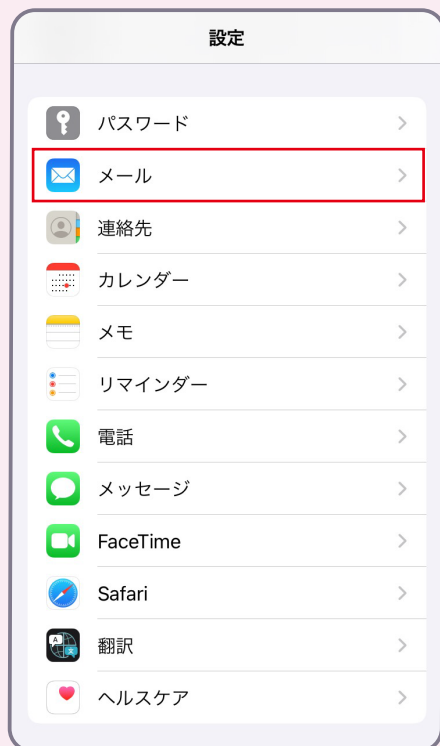 設定
パスワード
メール
連絡先
カレンダー
メモ
リマインダー
電話
メッセージ
FaceTime
Safari
翻訳
ヘルスケア